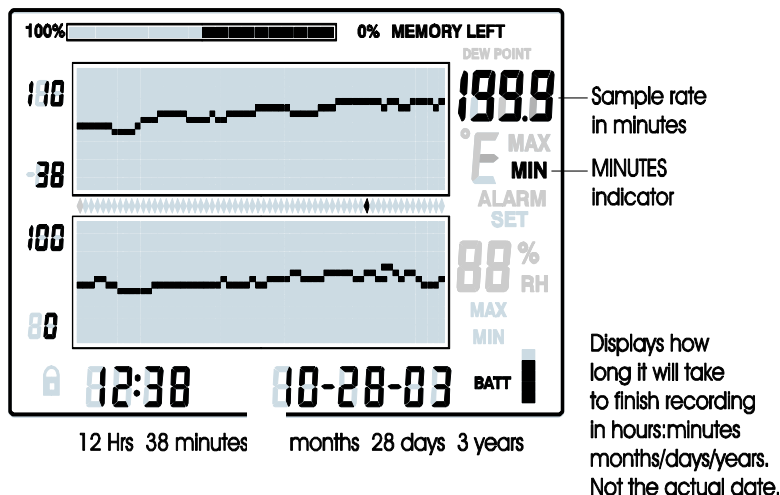 100% 0% MEMORY LEFT
DEW POINT
110
199.9
Sample rate
in minutes
°E MAX
-38
MIN
MINUTES
indicator
ALARM
SET
100
88 % RH
MAX
MIN
0
12:38 10-28-03 BATT
12 Hrs 38 minutes months 28 days 3 years
Displays how
long it will take
to finish recording
in hours:minutes
months/days/years.
Not the actual date.